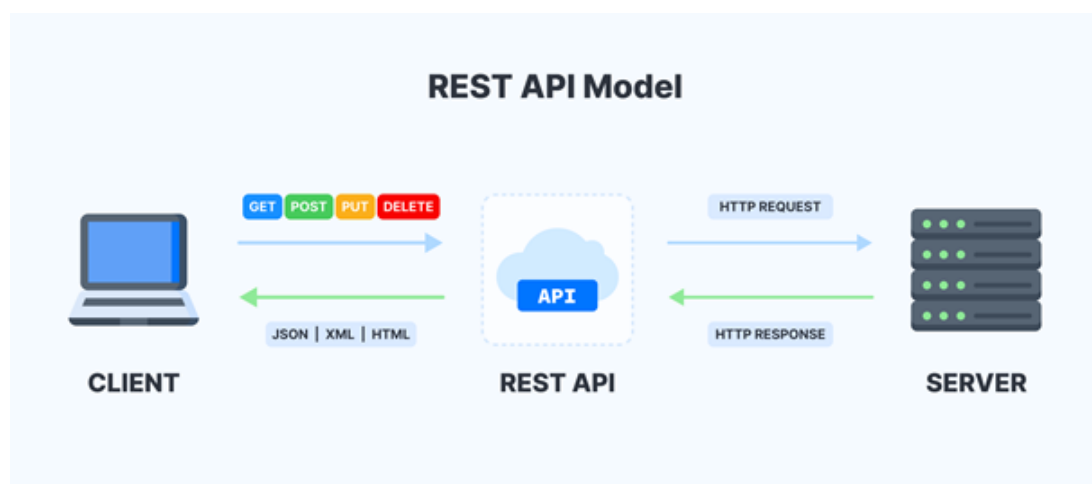 REST API Model
GET POST PUT DELETE
HTTP REQUEST
API
JSON | XML | HTML
HTTP RESPONSE
CLIENT
REST API
SERVER